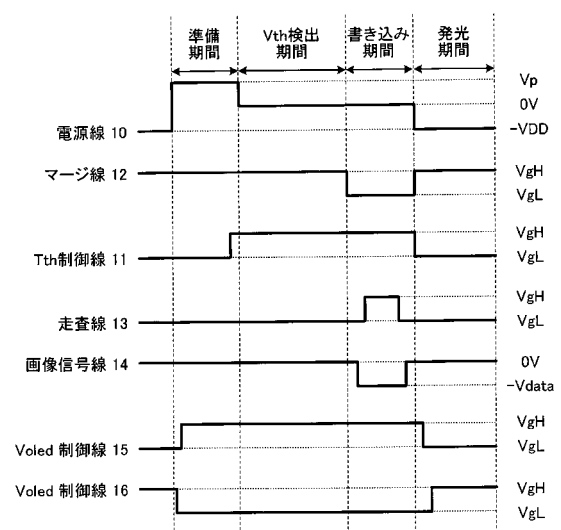 準備期間
Vth検出期間
書き込み期間
発光期間
電源線 10
Vp
0V
−VDD
マージ線 12
VgH
VgL
Tth制御線 11
VgH
VgL
走査線 13
VgH
VgL
画像信号線 14
0V
−Vdata
Voled 制御線 15
VgH
VgL
Voled 制御線 16
VgH
VgL